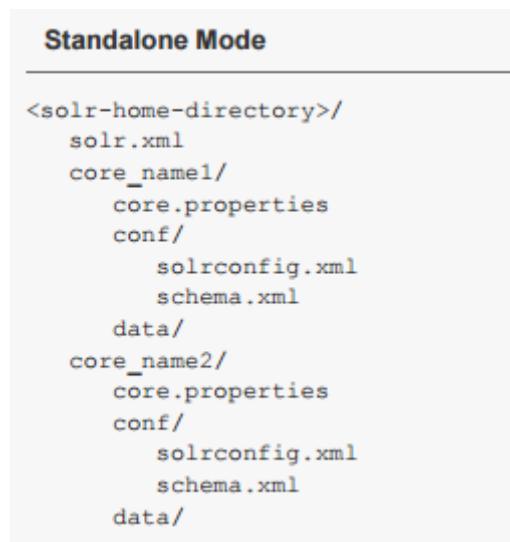 Standalone Mode
<solr-home-directory>/
   solr.xml
   core_name1/
      core.properties
      conf/
         solrconfig.xml
         schema.xml
      data/
   core_name2/
      core.properties
      conf/
         solrconfig.xml
         schema.xml
      data/